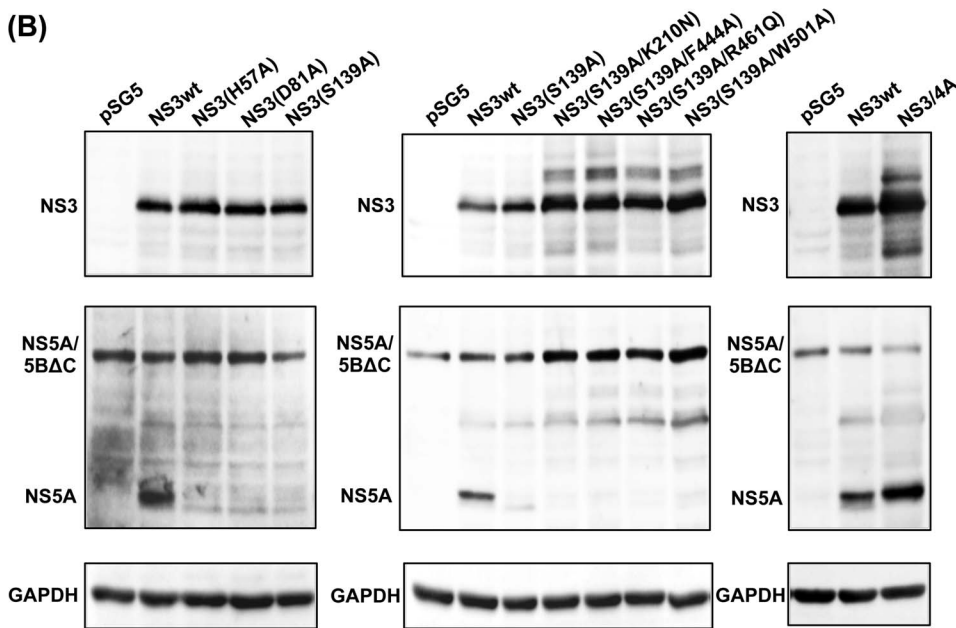 (B)
pSG5
NS3wt
NS3(H57A)
NS3(D81A)
NS3(S139A)
pSG5
NS3wt
NS3(S139A)
NS3(S139A/K210N)
NS3(S139A/F444A)
NS3(S139A/R461Q)
NS3(S139A/W501A)
pSG5
NS3wt
NS3/4A
NS3
NS3
NS3
NS5A/
5BΔC
NS5A/
5BΔC
NS5A/
5BΔC
NS5A
NS5A
NS5A
GAPDH
GAPDH
GAPDH